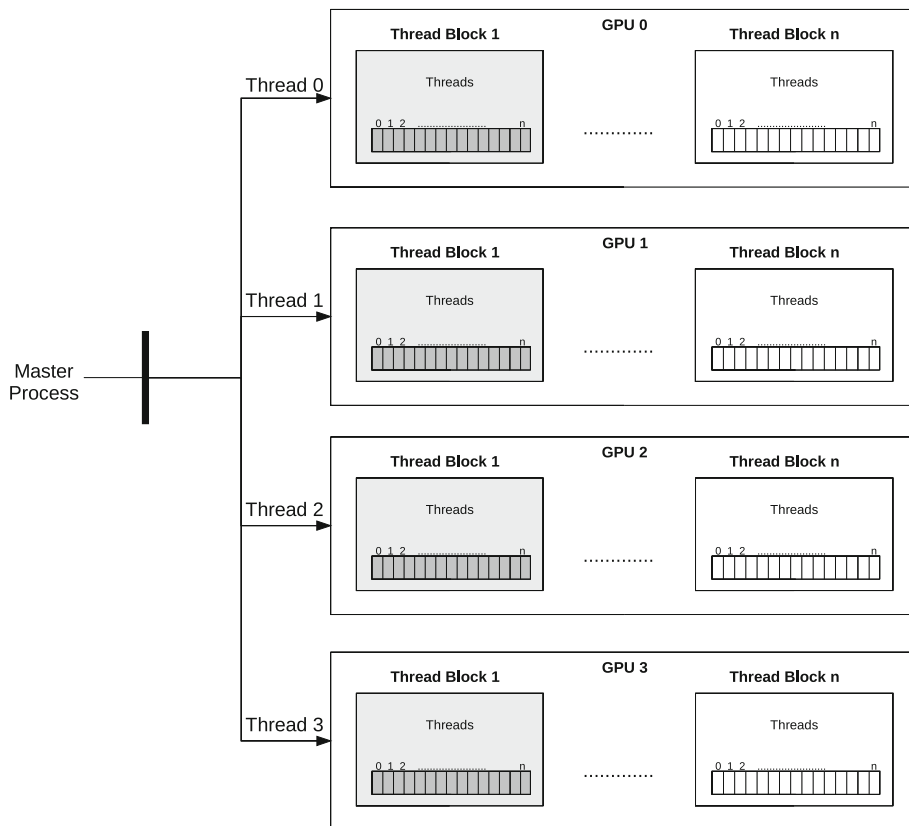 GPU 0
Thread Block 1
Thread Block n
Thread 0
Threads
Threads
0 1 2 ........................ n
0 1 2 ........................ n
.............
GPU 1
Thread Block 1
Thread Block n
Thread 1
Threads
Threads
0 1 2 ........................ n
0 1 2 ........................ n
.............
Master
Process
GPU 2
Thread Block 1
Thread Block n
Thread 2
Threads
Threads
0 1 2 ........................ n
0 1 2 ........................ n
.............
GPU 3
Thread Block 1
Thread Block n
Thread 3
Threads
Threads
0 1 2 ........................ n
0 1 2 ........................ n
.............